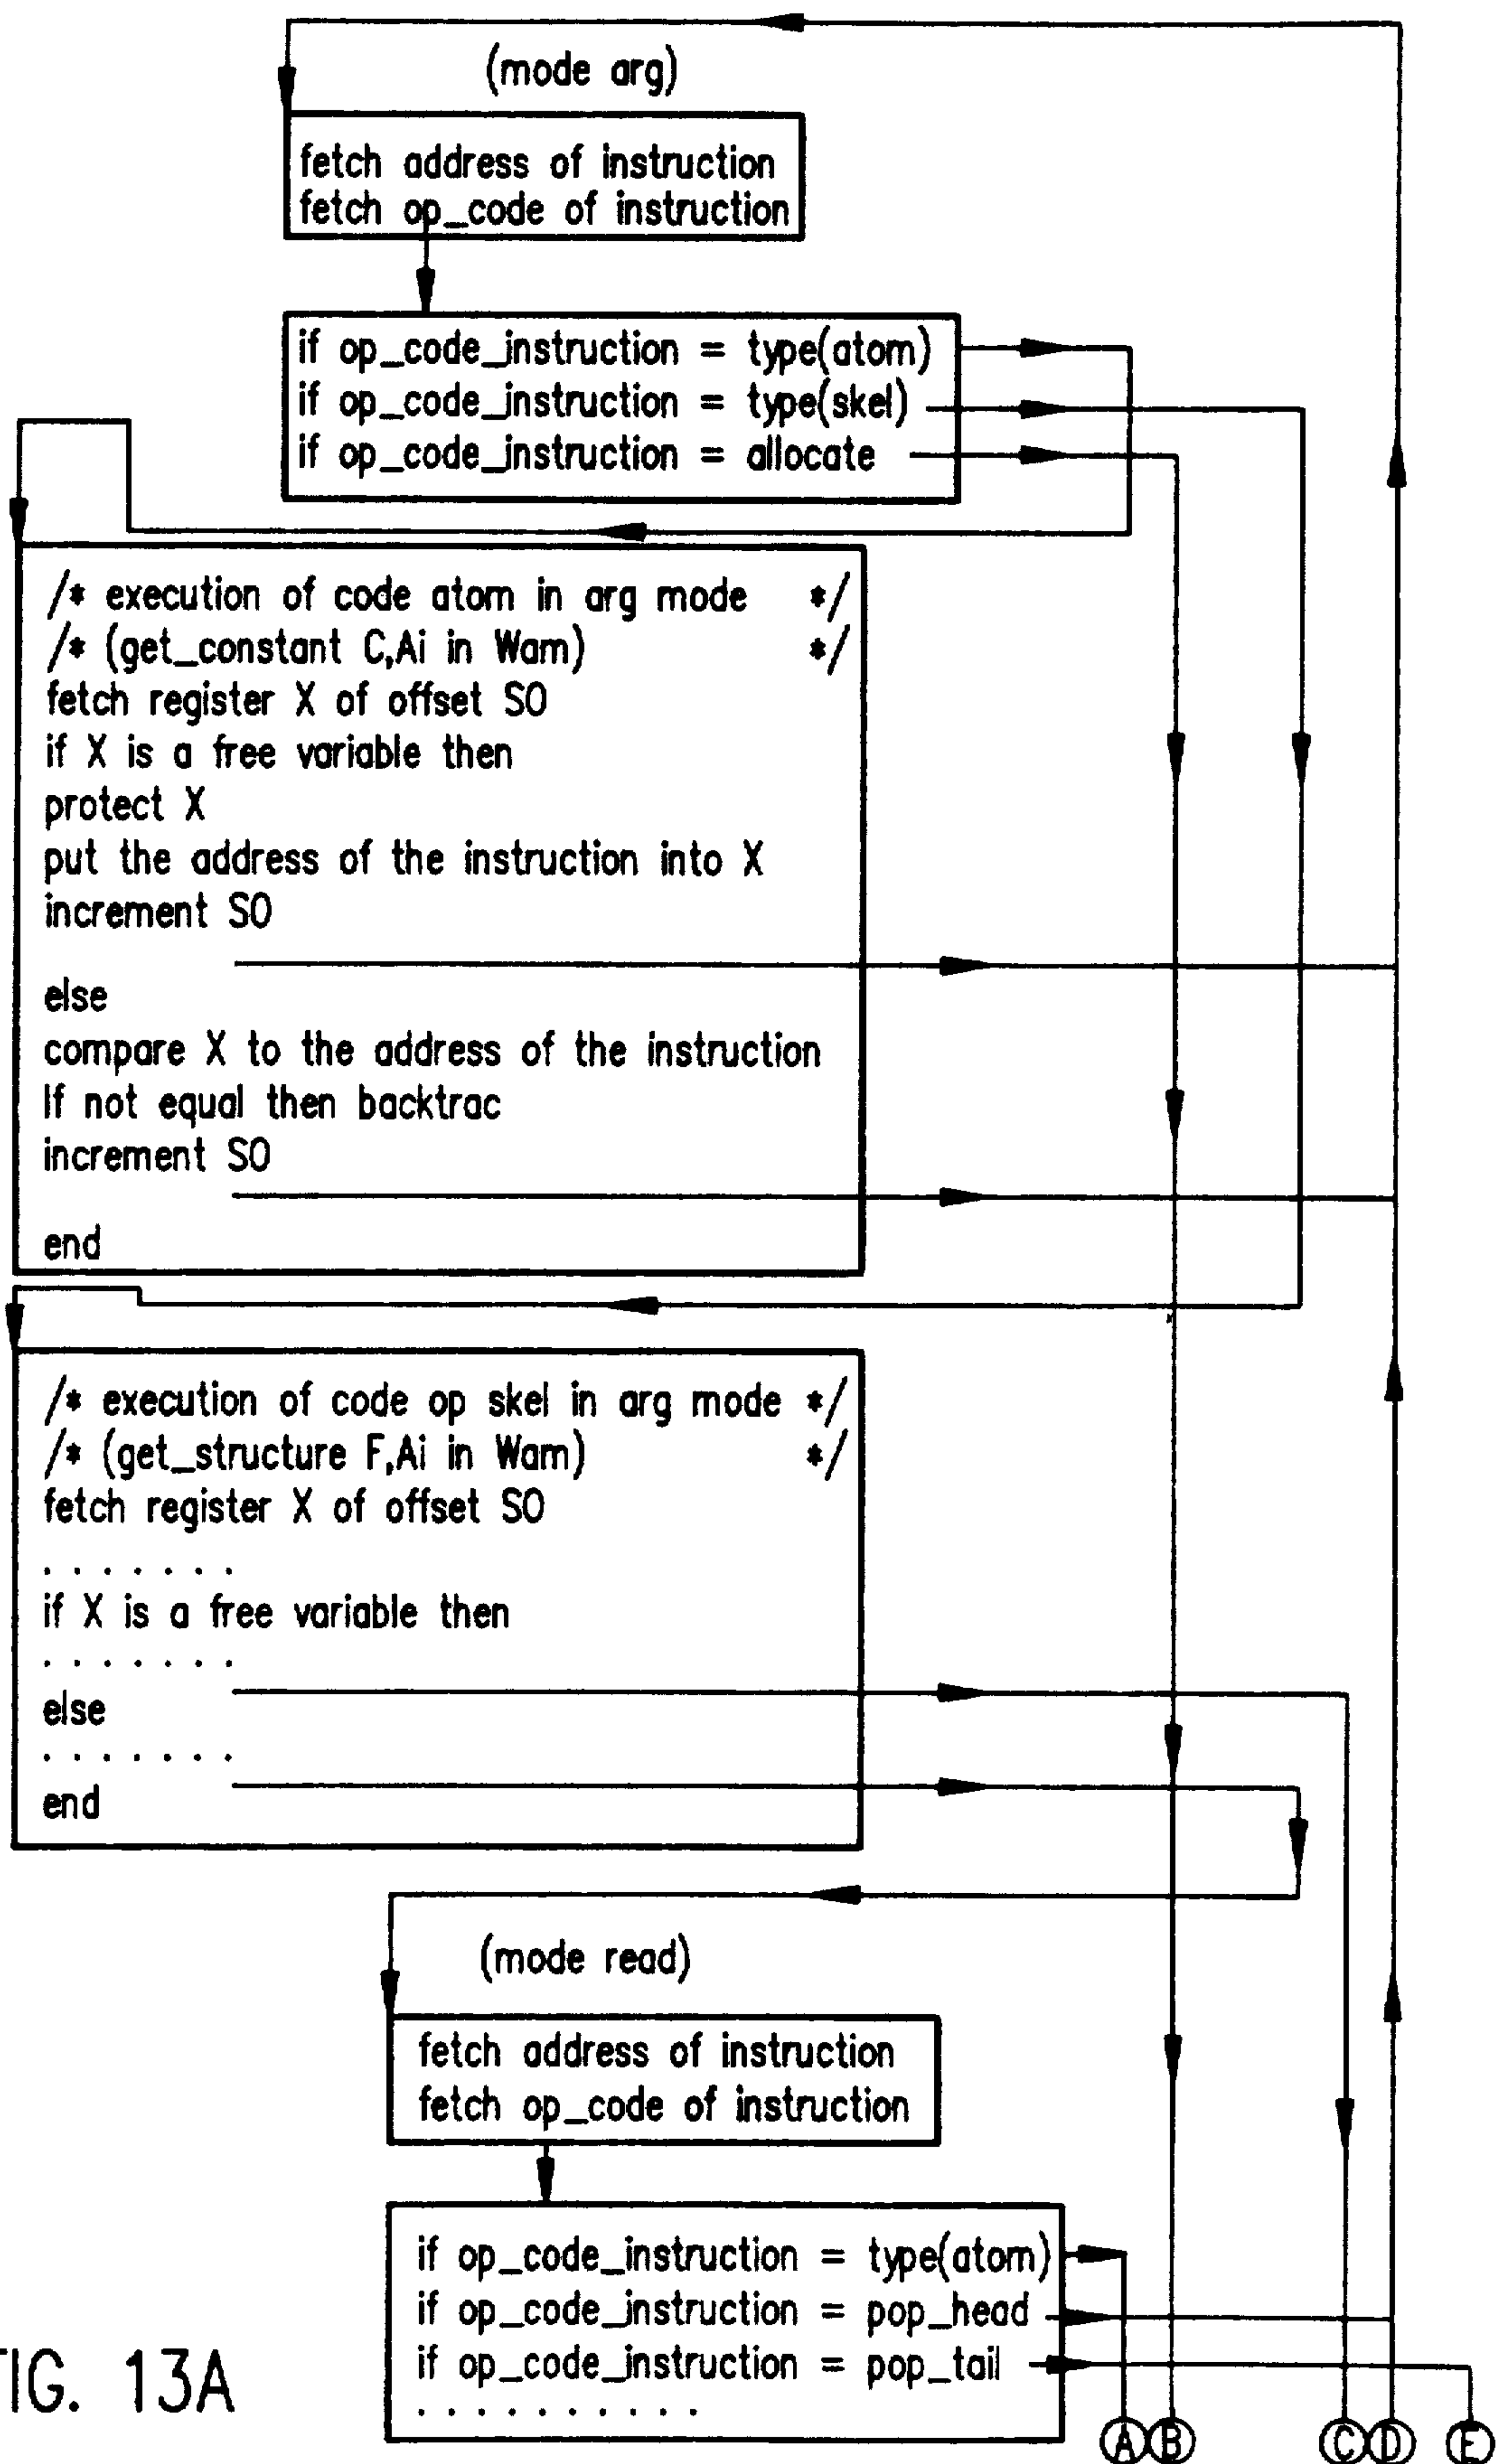 (mode arg)
fetch address of instruction
fetch op_code of instruction
if op_code_instruction = type(atom)
if op_code_instruction = type(skel)
if op_code_instruction = allocate
/* execution of code atom in arg mode */
/* (get_constant C,Ai in Wam) */
fetch register X of offset SO
if X is a free variable then
protect X
put the address of the instruction into X
increment SO
else
compare X to the address of the instruction
If not equal then backtrac
increment SO
end
/* execution of code op skel in arg mode */
/* (get_structure F,Ai in Wam) */
fetch register X of offset SO
. . . . . . .
if X is a free variable then
. . . . . . .
else
. . . . . . .
end
(mode read)
fetch address of instruction
fetch op_code of instruction
if op_code_instruction = type(atom)
if op_code_instruction = pop_head
if op_code_instruction = pop_tail
. . . . . . . . . . .
IG. 13A
A B C D E